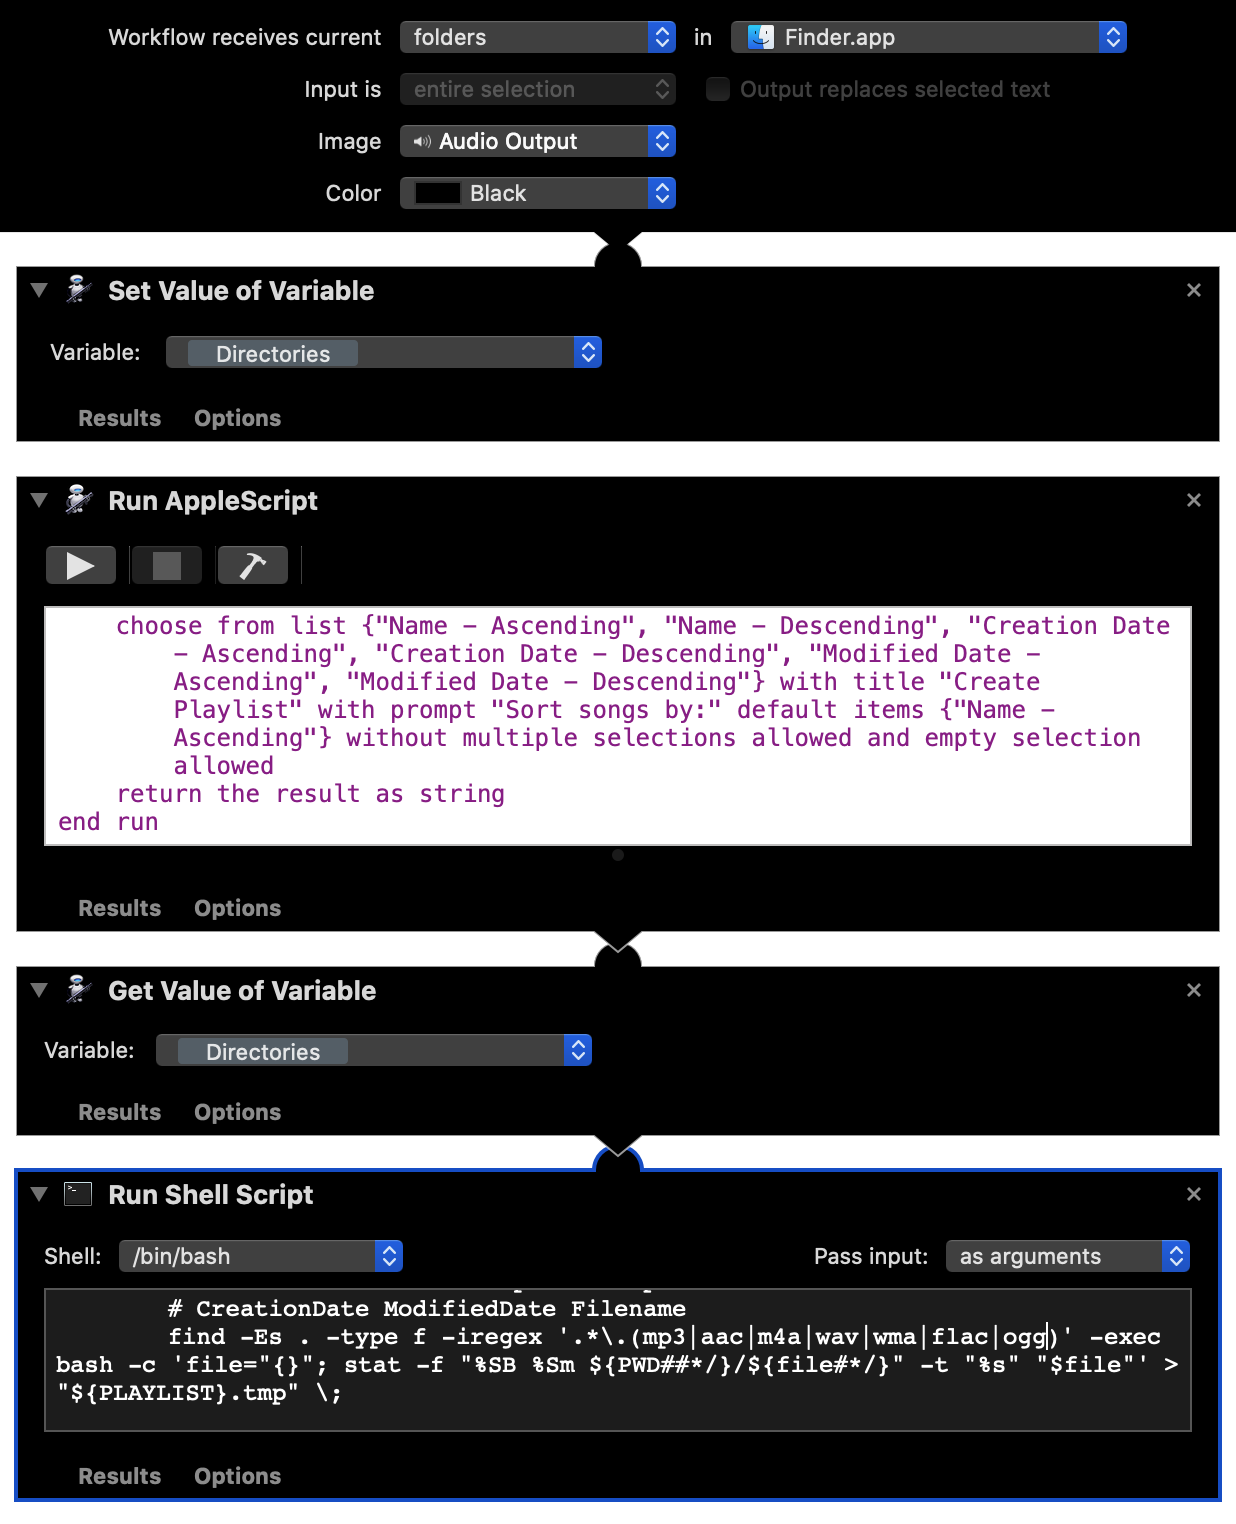 Workflow receives current folders in Finder.app
Input is entire selection Output replaces selected text
Image Audio Output
Color Black
Set Value of Variable
Variable: Directories
Results Options
Run AppleScript
choose from list {"Name – Ascending", "Name – Descending", "Creation Date
– Ascending", "Creation Date – Descending", "Modified Date –
Ascending", "Modified Date – Descending"} with title "Create
Playlist" with prompt "Sort songs by:" default items {"Name –
Ascending"} without multiple selections allowed and empty selection
allowed
return the result as string
end run
Results Options
Get Value of Variable
Variable: Directories
Results Options
Run Shell Script
Shell: /bin/bash Pass input: as arguments
# CreationDate ModifiedDate Filename
find -Es . -type f -iregex '.*\.(mp3|aac|m4a|wav|wma|flac|ogg)' -exec
bash -c 'file="{}"; stat -f "%SB %Sm ${PWD##*/}/${file#*/}" -t "%s" "$file"' >
"${PLAYLIST}.tmp" \;
Results Options